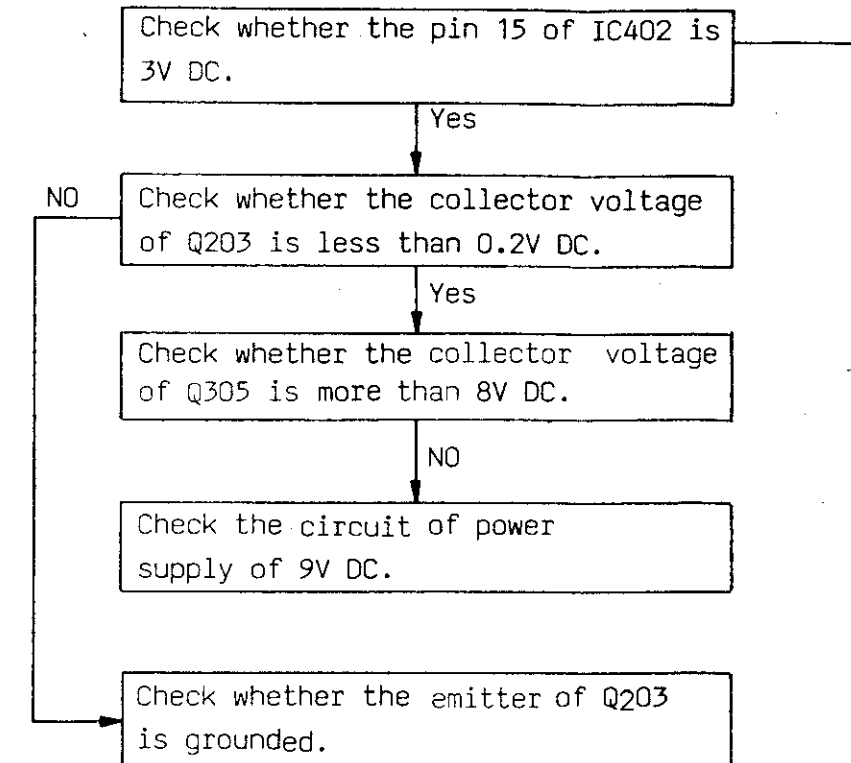 Check whether the pin 15 of IC402 is
3V DC.
Yes
NO
Check whether the collector voltage
of Q203 is less than 0.2V DC.
Yes
Check whether the collector voltage
of Q305 is more than 8V DC.
NO
Check the circuit of power
supply of 9V DC.
Check whether the emitter of Q203
is grounded.